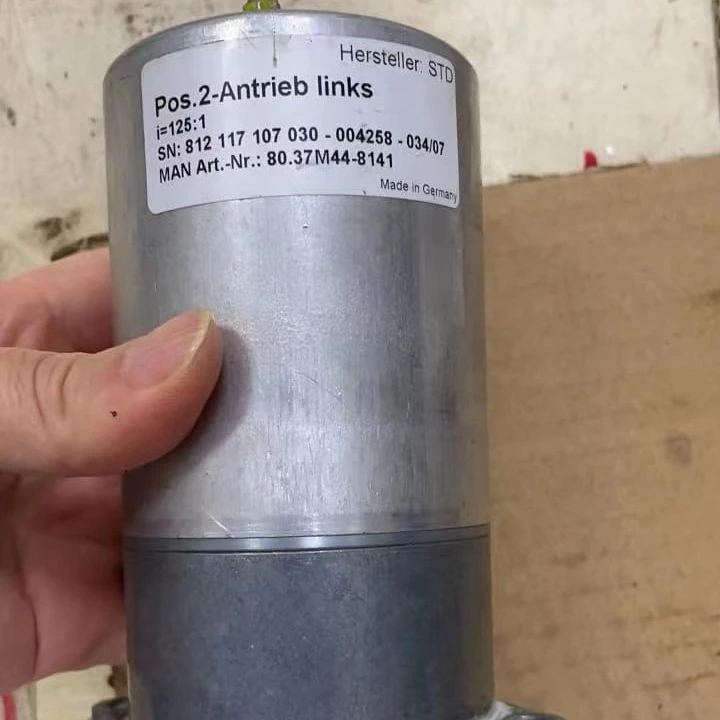 Hersteller: STD
Pos.2-Antrieb links
i=125:1
SN: 812 117 107 030 - 004258 - 034/07
MAN Art.-Nr.: 80.37M44-8141
Made in Germany